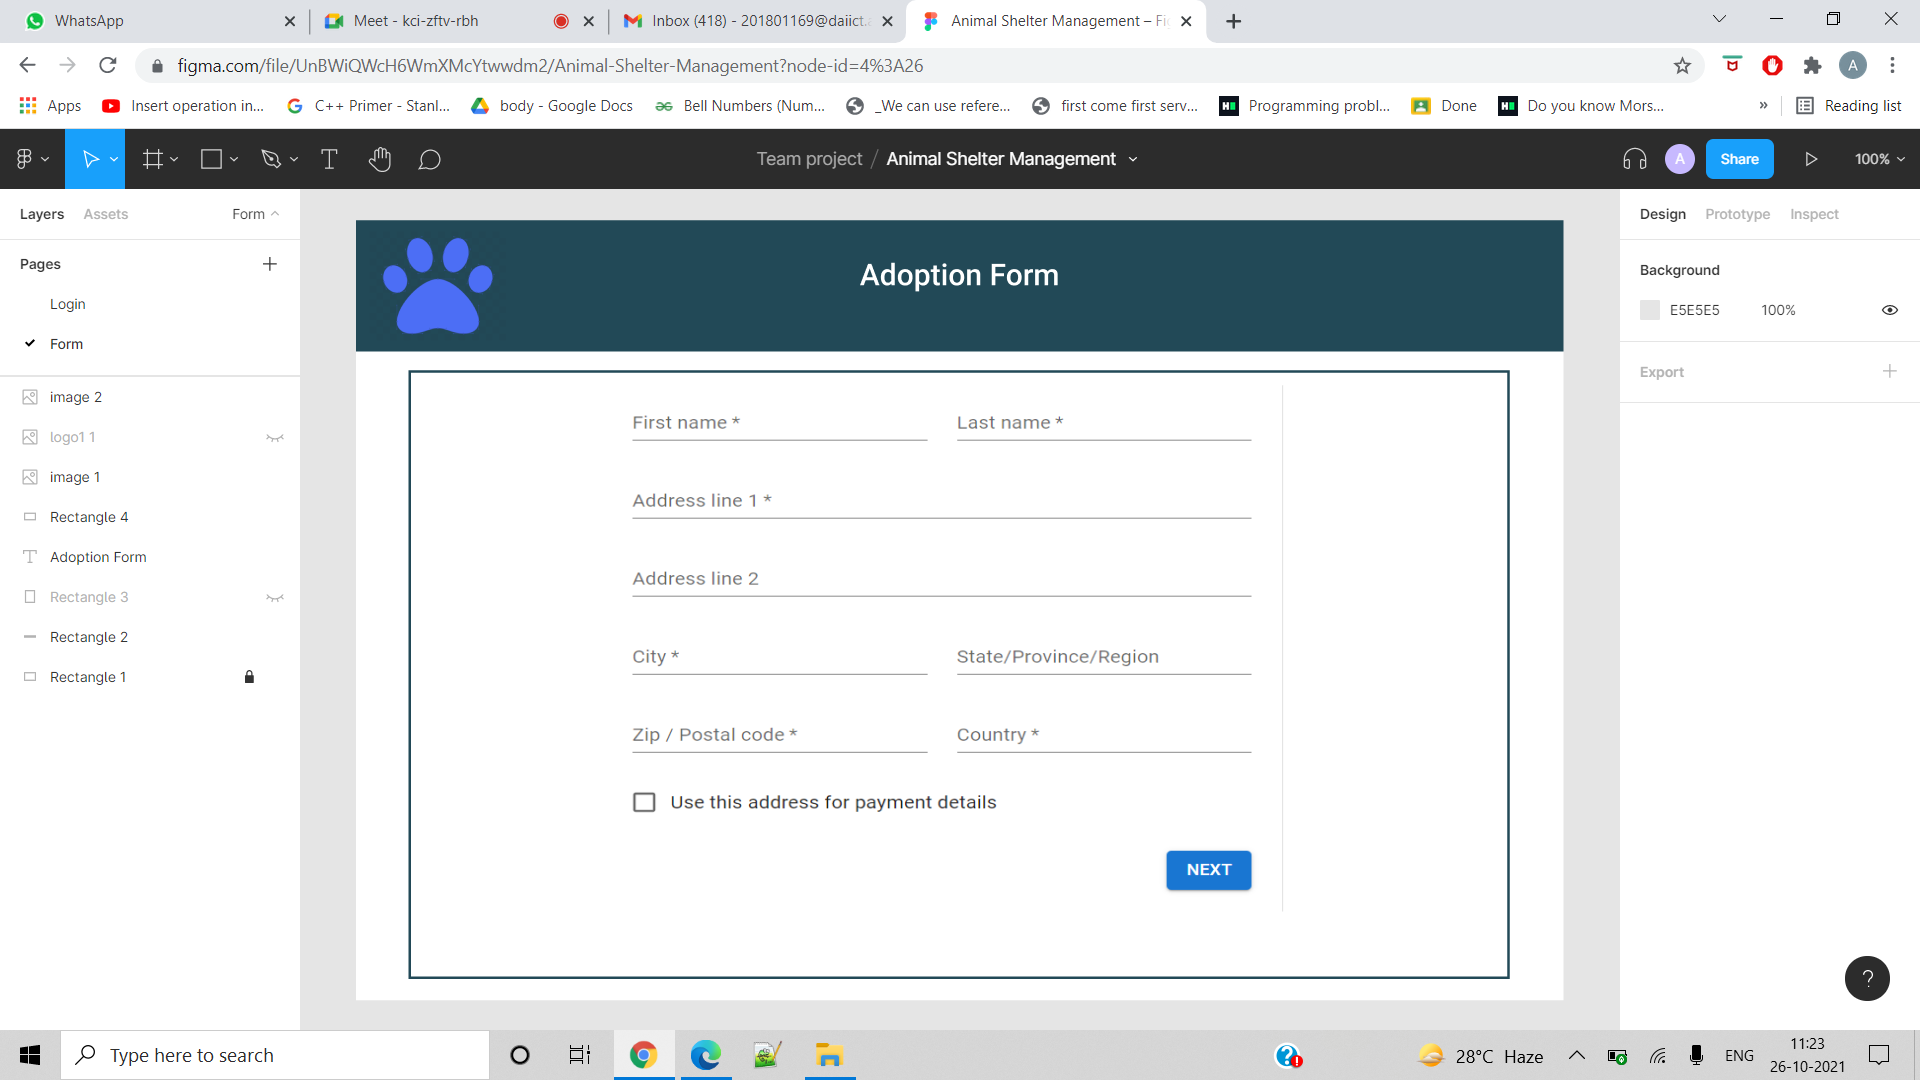 WhatsApp
Meet - kci-zftv-rbh
Inbox (418) - 201801169@daiict.a
Animal Shelter Management – Fig
figma.com/file/UnBWiQWcH6WmXMcYtwwdm2/Animal-Shelter-Management?node-id=4%3A26
A
Apps
Insert operation in...
C++ Primer - Stanl...
body - Google Docs
Bell Numbers (Num...
_We can use refere...
first come first serv...
Programming probl...
Done
Do you know Mors...
»
Reading list
Team project / Animal Shelter Management
A
Share
100%
Layers
Assets
Form
Design
Prototype
Inspect
Pages
Login
Form
image 2
logo1 1
image 1
Rectangle 4
Adoption Form
Rectangle 3
Rectangle 2
Rectangle 1
Adoption Form
First name *
Last name *
Address line 1 *
Address line 2
City *
State/Province/Region
Zip / Postal code *
Country *
Use this address for payment details
NEXT
Background
E5E5E5
100%
Export
?
Type here to search
28°C Haze
ENG
11:23
26-10-2021